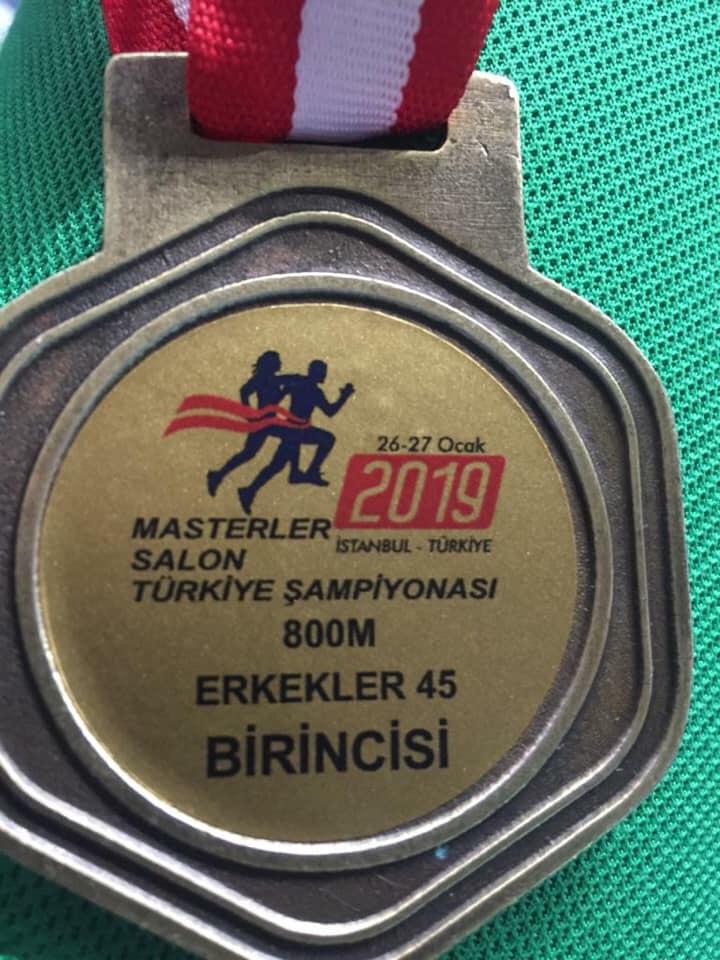 26-27 Ocak
2019
İSTANBUL - TÜRKİYE
MASTERLER
SALON
TÜRKİYE ŞAMPİYONASI
800M
ERKEKLER 45
BİRİNCİSİ